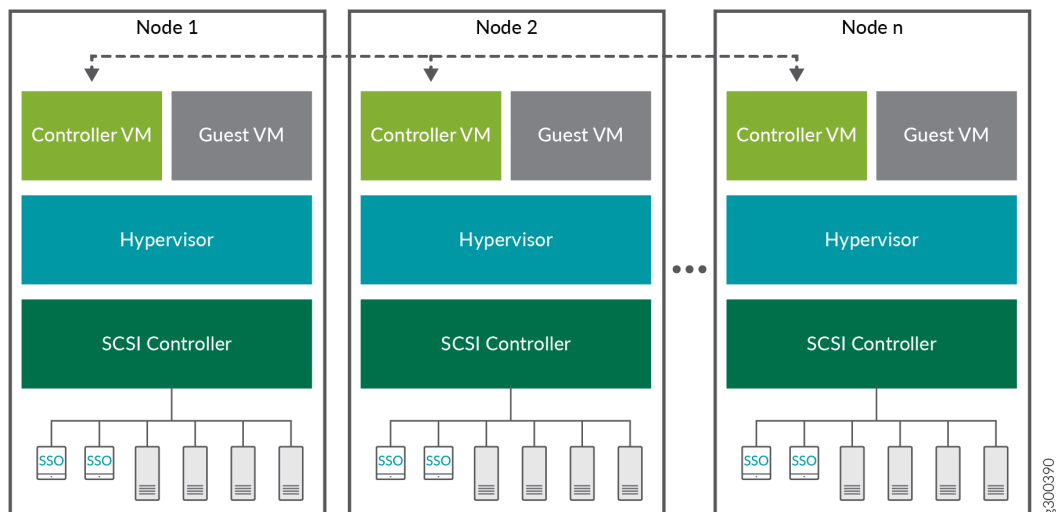 Node 1
Node 2
Node n
Controller VM
Guest VM
Controller VM
Guest VM
Controller VM
Guest VM
Hypervisor
Hypervisor
Hypervisor
SCSI Controller
SCSI Controller
SCSI Controller
SSO
SSO
SSO
SSO
SSO
SSO
g300390